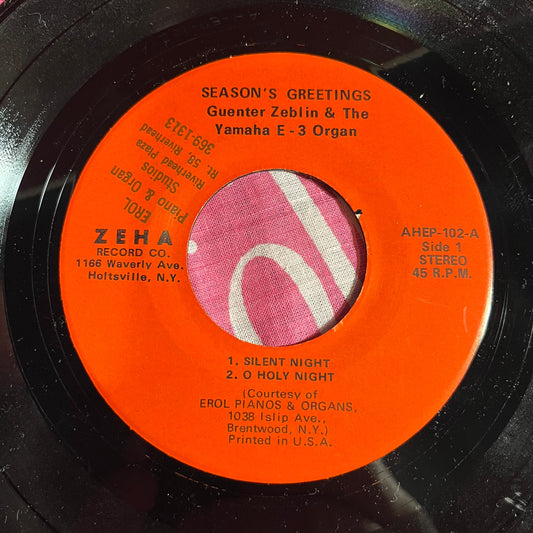 SEASON'S GREETINGS
Guenter Zeblin & The
Yamaha E-3 Organ
EROL
Piano & Organ
Studios
Riverhead Plaza
Rt. 58, Riverhead
369-1313
ZEHA
RECORD CO.
1166 Waverly Ave.
Holtsville, N.Y.
AHEP-102-A
Side 1
STEREO
45 R.P.M.
1. SILENT NIGHT
2. O HOLY NIGHT
(Courtesy of
EROL PIANOS & ORGANS,
1038 Islip Ave.,
Brentwood, N.Y.)
Printed in U.S.A.